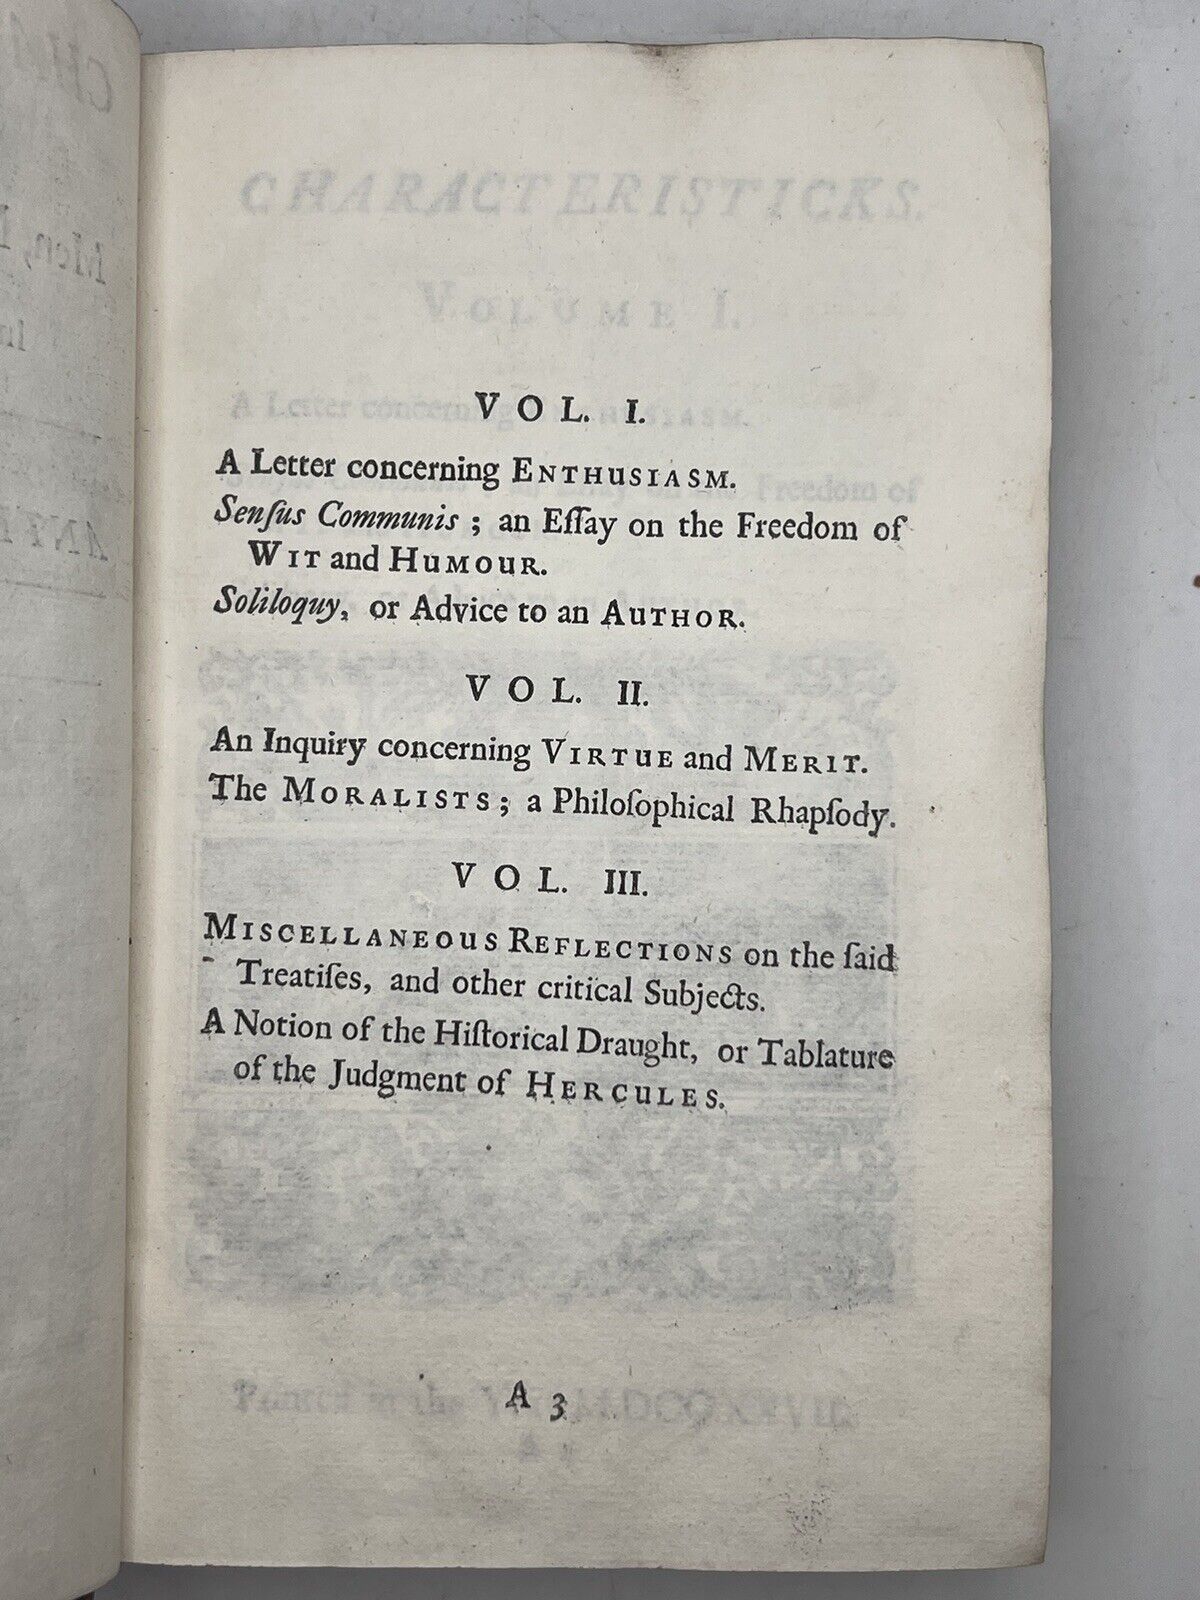 CHARACTERISTICKS.
VOLUME I.
VOL. I.
A Letter concerning ENTHUSIASM.
Senſus Communis; an Eſſay on the Freedom of
WIT and HUMOUR.
Soliloquy, or Advice to an AUTHOR.
VOL. II.
An Inquiry concerning VIRTUE and MERIT.
The MORALISTS; a Philoſophical Rhapſody.
VOL. III.
MISCELLANEOUS REFLECTIONS on the ſaid
Treatiſes, and other critical Subjects.
A Notion of the Hiſtorical Draught, or Tablature
of the Judgment of HERCULES.
A 3